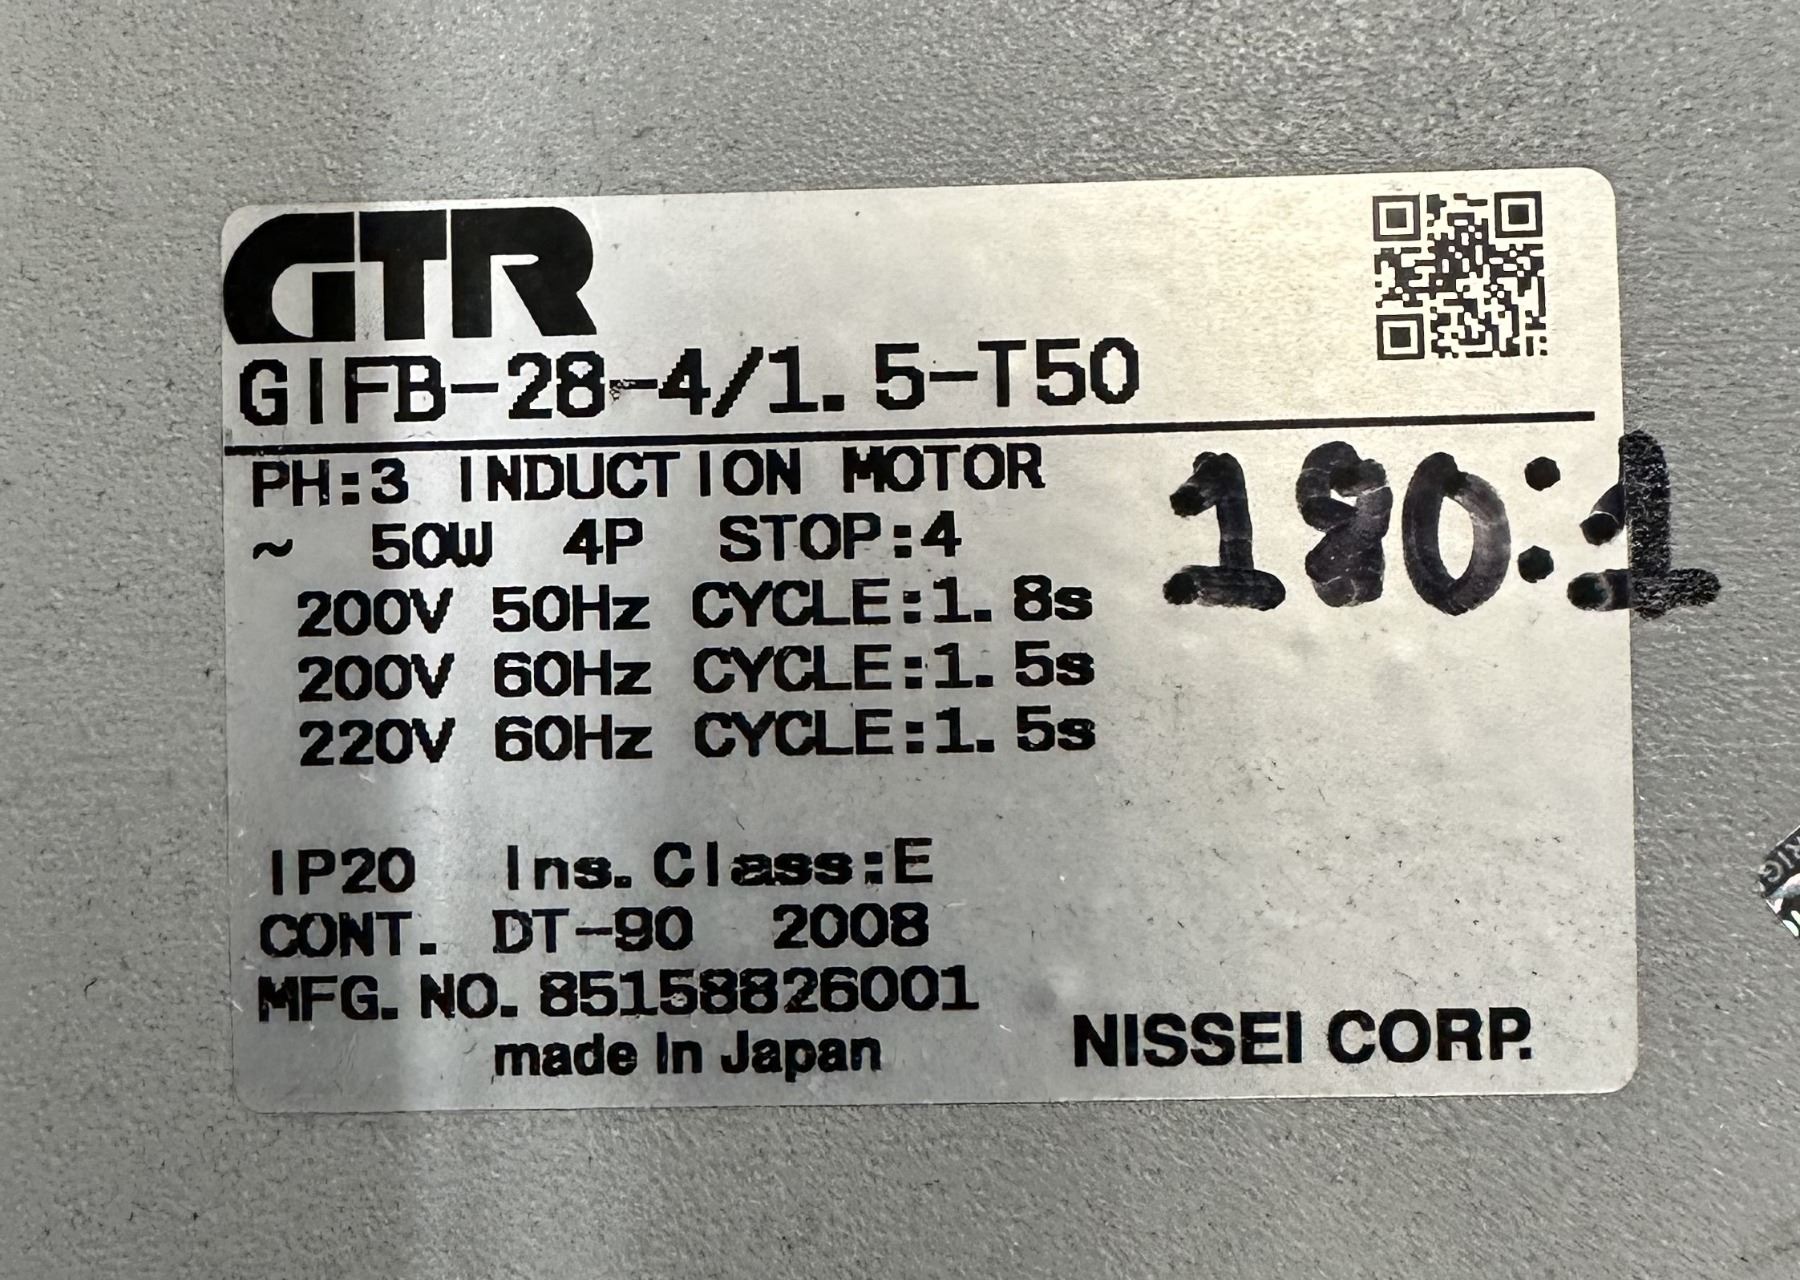 GTR
GIFB-28-4/1.5-T50
PH:3 INDUCTION MOTOR
180:1
~ 50W 4P STOP:4
200V 50Hz CYCLE:1.8s
200V 60Hz CYCLE:1.5s
220V 60Hz CYCLE:1.5s
IP20 Ins.Class:E
CONT. DT-90 2008
MFG.NO.85158826001
made In Japan
NISSEI CORP.